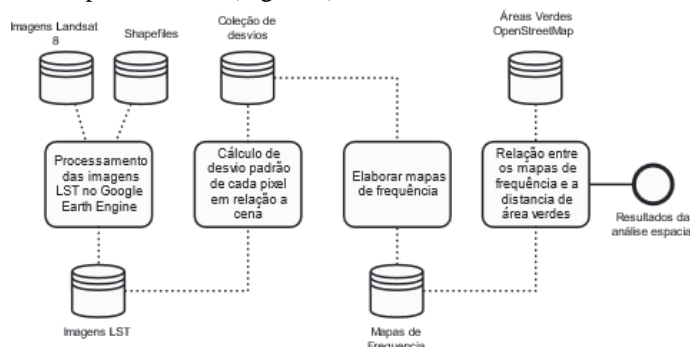 Imagens Landsat
8
Shapefiles
Coleção de
desvios
Áreas Verdes
OpenStreetMap
Processamento
das imagens
LST no Google
Earth Engine
Cálculo de
desvio padrão
de cada pixel
em relação a
cena
Elaborar mapas
de frequência
Relação entre
os mapas de
frequência e a
distancia de
área verdes
Resultados da
análise espacia
Imagens LST
Mapas de
Frequencia